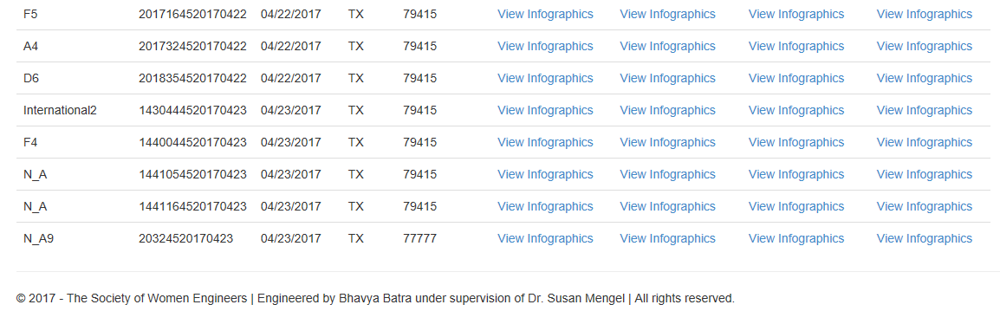 F5 2017164520170422 04/22/2017 TX 79415 View Infographics View Infographics View Infographics View Infographics
A4 2017324520170422 04/22/2017 TX 79415 View Infographics View Infographics View Infographics View Infographics
D6 2018354520170422 04/22/2017 TX 79415 View Infographics View Infographics View Infographics View Infographics
International2 1430444520170423 04/23/2017 TX 79415 View Infographics View Infographics View Infographics View Infographics
F4 1440044520170423 04/23/2017 TX 79415 View Infographics View Infographics View Infographics View Infographics
N_A 1441054520170423 04/23/2017 TX 79415 View Infographics View Infographics View Infographics View Infographics
N_A 1441164520170423 04/23/2017 TX 79415 View Infographics View Infographics View Infographics View Infographics
N_A9 20324520170423 04/23/2017 TX 77777 View Infographics View Infographics View Infographics View Infographics
© 2017 - The Society of Women Engineers | Engineered by Bhavya Batra under supervision of Dr. Susan Mengel | All rights reserved.